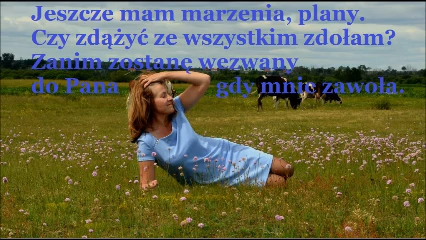 Jeszcze mam marzenia, plany.
Czy zdążyć ze wszystkim zdołam?
Zanim zostanę wezwany
do Pana gdy mnie zawoła.